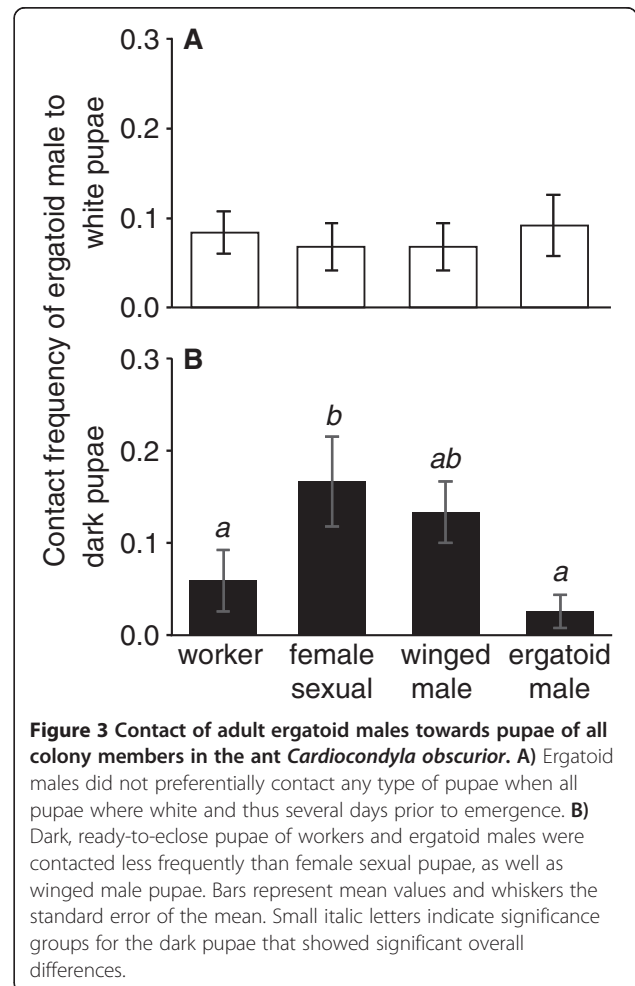 A
0.3
0.2
0.1
0.0
Contact frequency of ergatoid male to
white pupae
dark pupae
B
0.3
0.2
0.1
0.0
a
b
ab
a
worker female winged ergatoid
sexual male male
Figure 3 Contact of adult ergatoid males towards pupae of all
colony members in the ant Cardiocondyla obscurior. A) Ergatoid
males did not preferentially contact any type of pupae when all
pupae where white and thus several days prior to emergence. B)
Dark, ready-to-eclose pupae of workers and ergatoid males were
contacted less frequently than female sexual pupae, as well as
winged male pupae. Bars represent mean values and whiskers the
standard error of the mean. Small italic letters indicate significance
groups for the dark pupae that showed significant overall
differences.